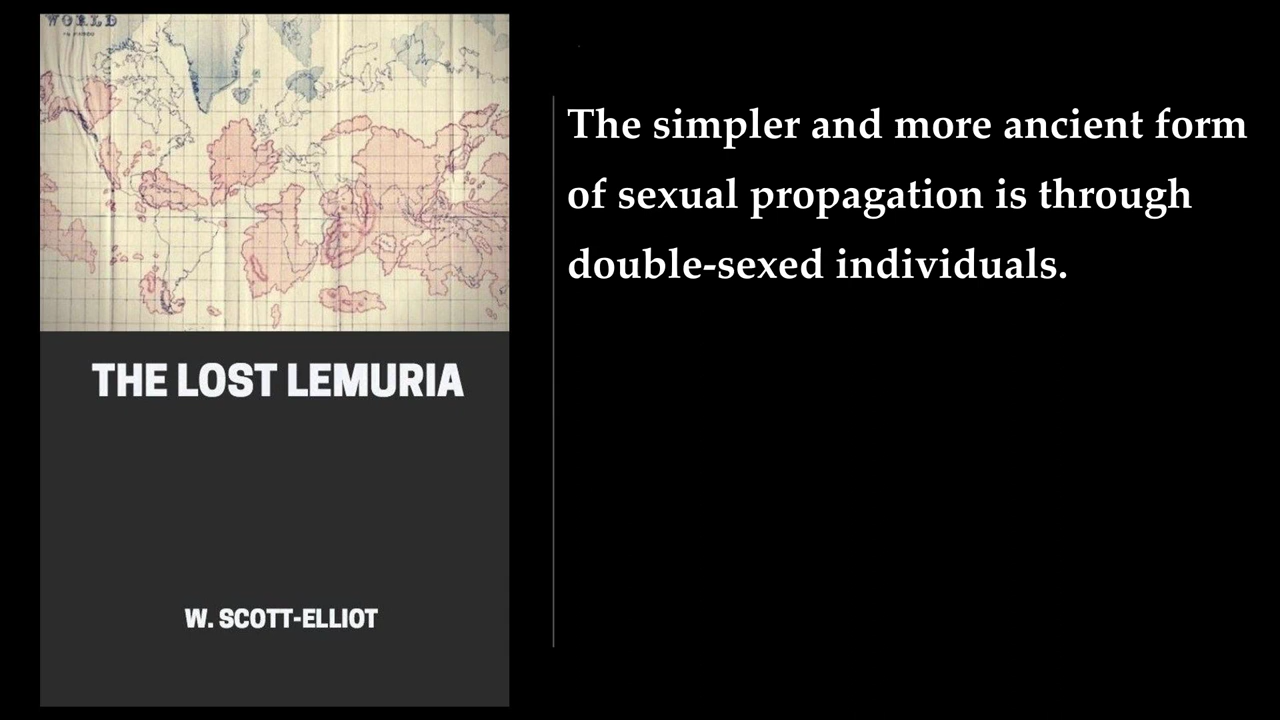 WORLD
THE LOST LEMURIA
W. SCOTT-ELLIOT
The simpler and more ancient form
of sexual propagation is through
double-sexed individuals.